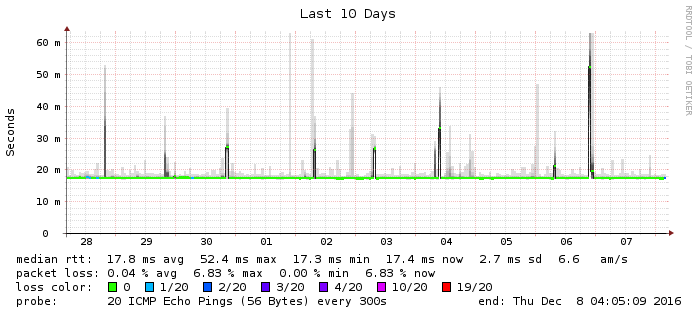 Last 10 Days
RRDTOOL / TOBI OETIKER
Seconds
60 m
50 m
40 m
30 m
20 m
10 m
0
28 29 30 01 02 03 04 05 06 07
median rtt: 17.8 ms avg 52.4 ms max 17.3 ms min 17.4 ms now 2.7 ms sd 6.6 am/s
packet loss: 0.04 % avg 6.83 % max 0.00 % min 6.83 % now
loss color: 0 1/20 2/20 3/20 4/20 10/20 19/20
probe: 20 ICMP Echo Pings (56 Bytes) every 300s end: Thu Dec 8 04:05:09 2016